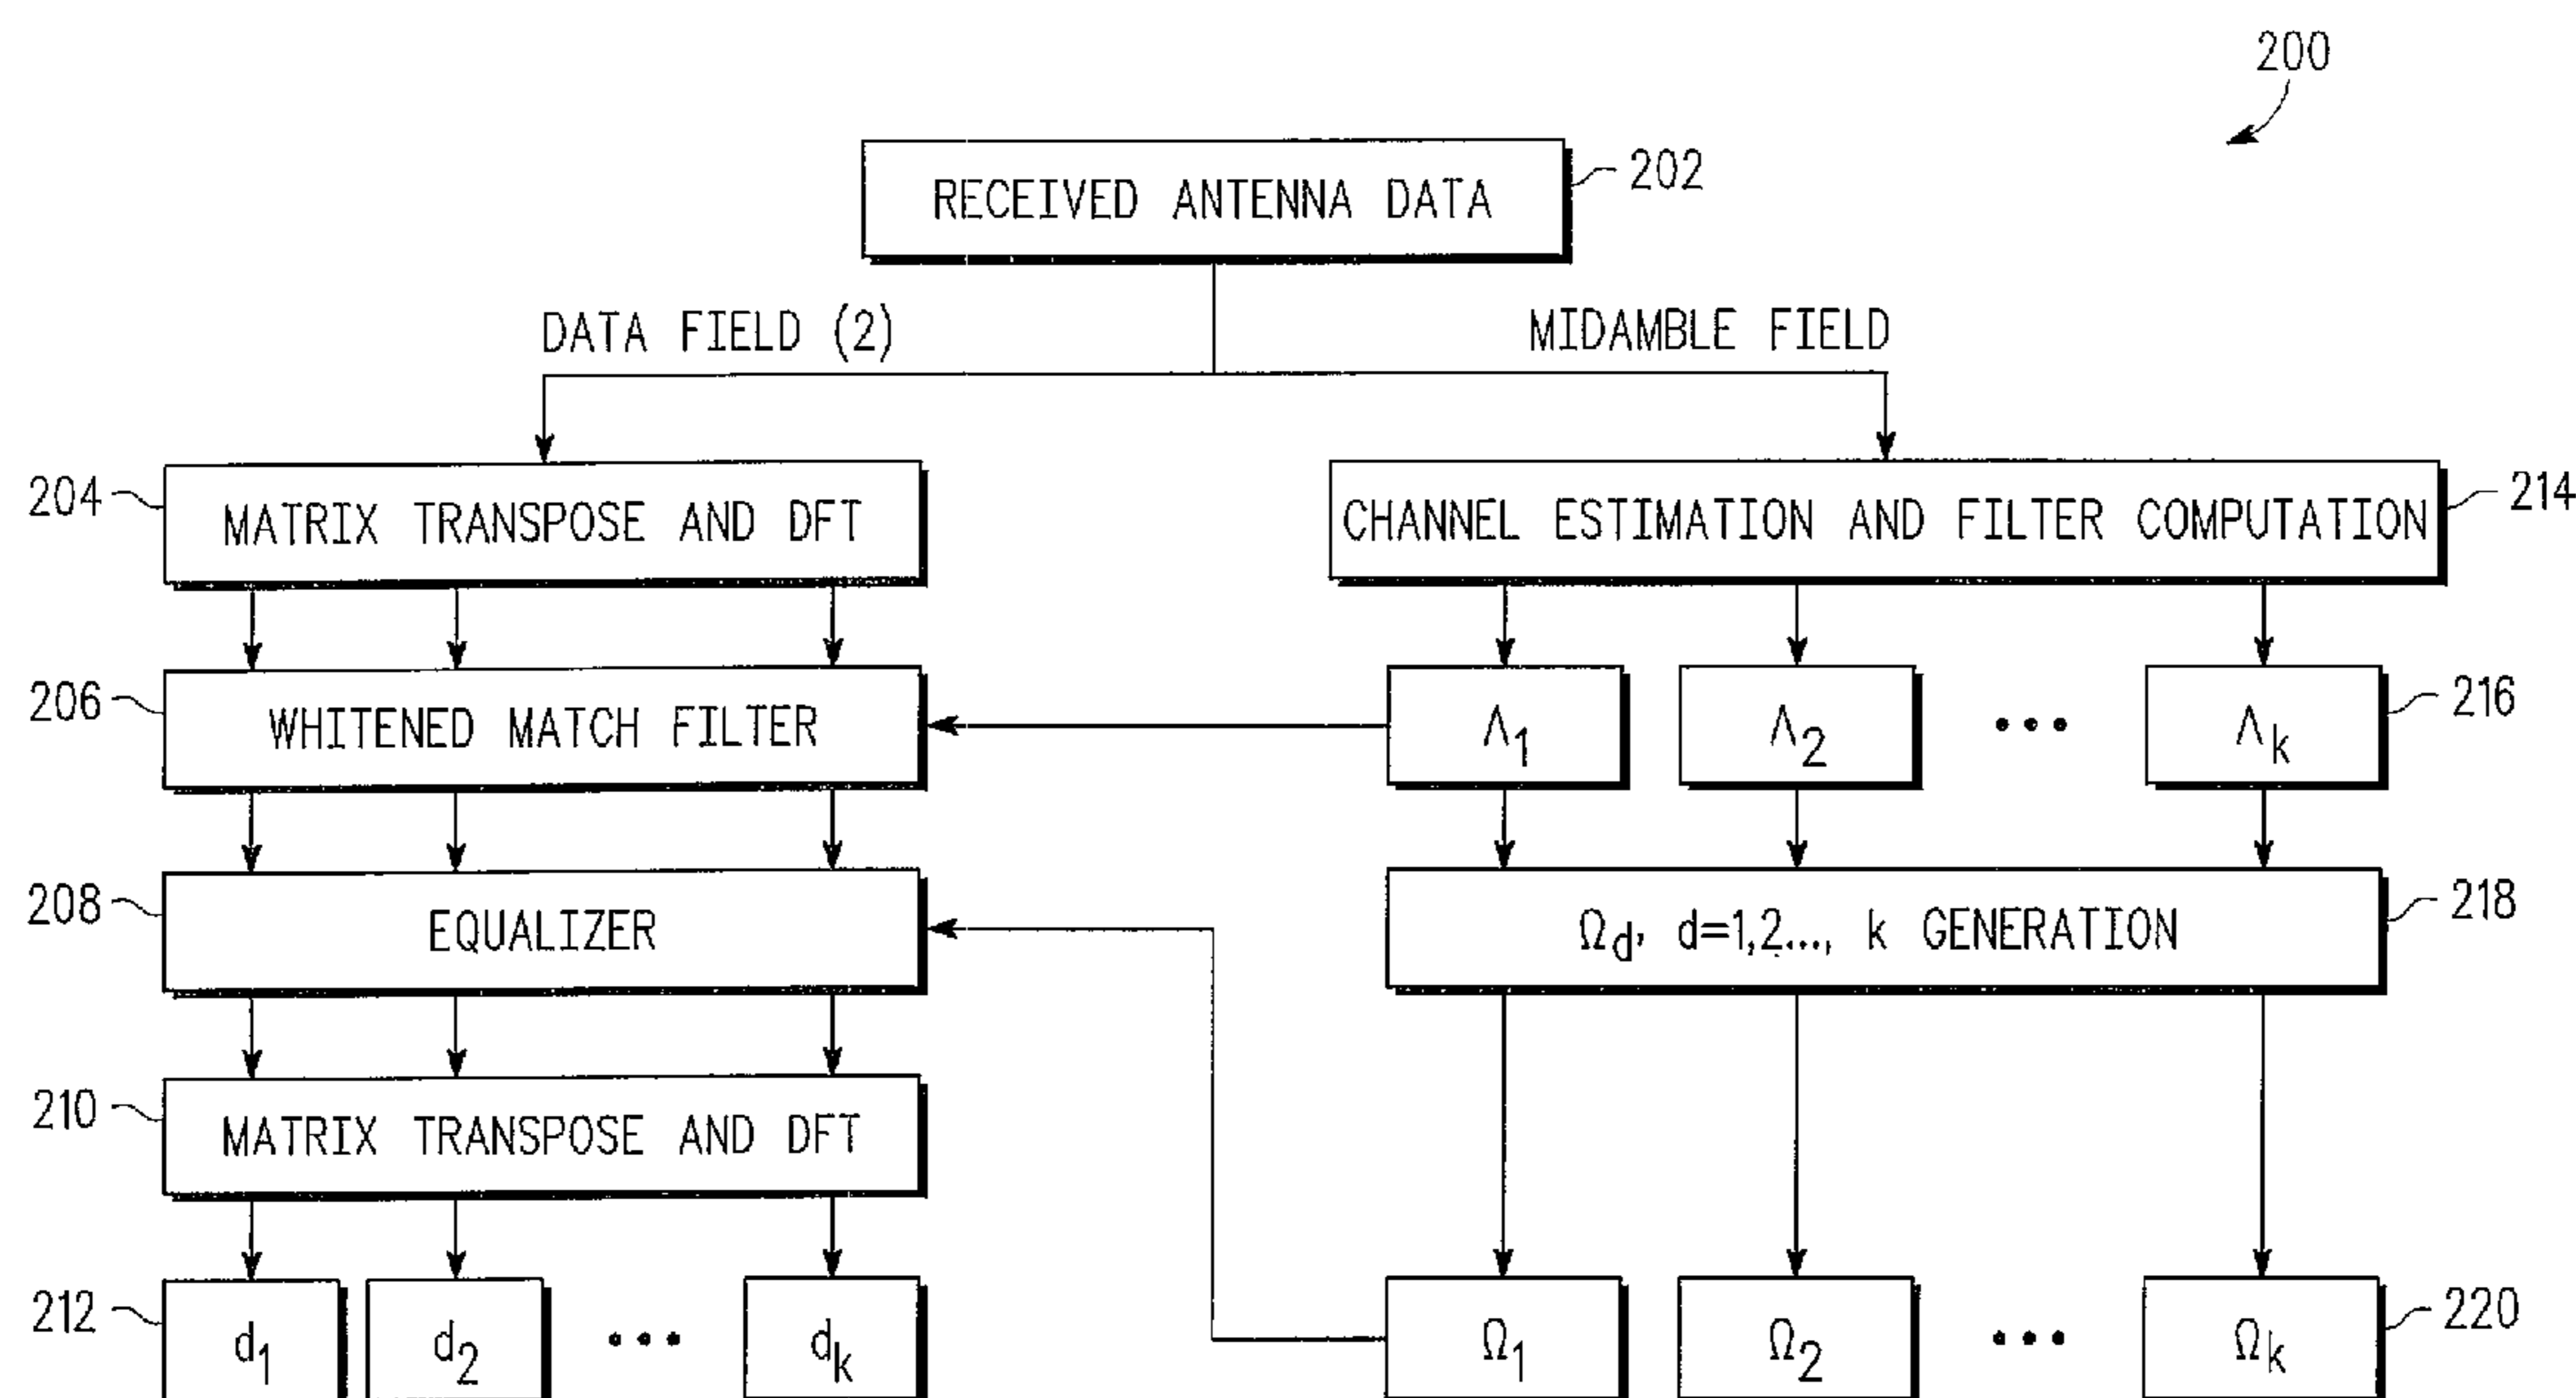 200
RECEIVED ANTENNA DATA
202
DATA FIELD (2)
MIDAMBLE FIELD
204
MATRIX TRANSPOSE AND DFT
CHANNEL ESTIMATION AND FILTER COMPUTATION
214
206
WHITENED MATCH FILTER
Λ1
Λ2
•••
Λk
216
208
EQUALIZER
Ωd, d=1,2..., k GENERATION
218
210
MATRIX TRANSPOSE AND DFT
212
d1
d2
•••
dk
Ω1
Ω2
•••
Ωk
220